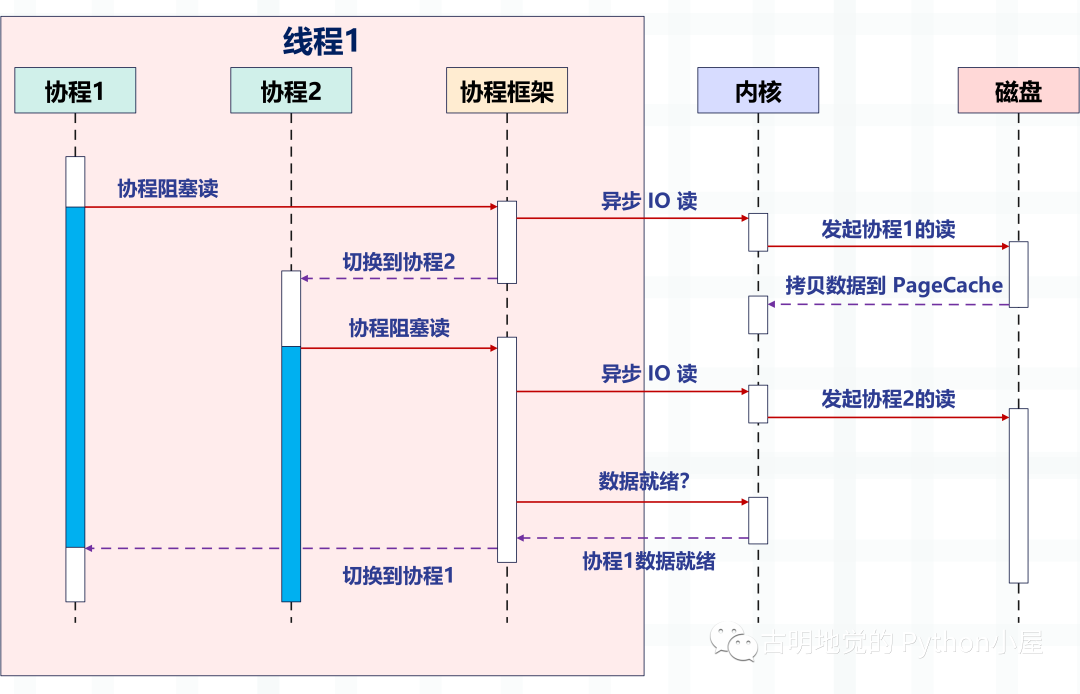 线程1
协程1
协程2
协程框架
内核
磁盘
协程阻塞读
异步 IO 读
发起协程1的读
切换到协程2
拷贝数据到 PageCache
协程阻塞读
异步 IO 读
发起协程2的读
数据就绪?
协程1数据就绪
切换到协程1
古明地觉的 Python小屋